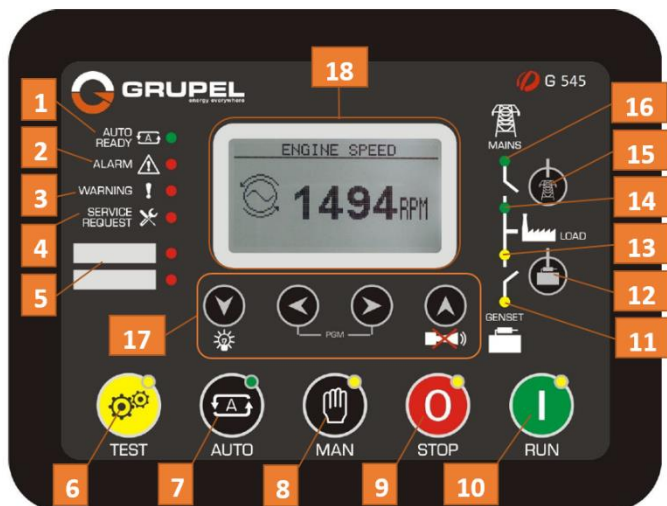 18
GRUPEL
energy everywhere
G 545
1
AUTO
READY
A
2
ALARM
3
WARNING
4
SERVICE
REQUEST
5
ENGINE SPEED
1494 RPM
MAINS
16
15
14
LOAD
13
12
GENSET
11
17
PGM
TEST
A
AUTO
MAN
O
STOP
I
RUN
6
7
8
9
10